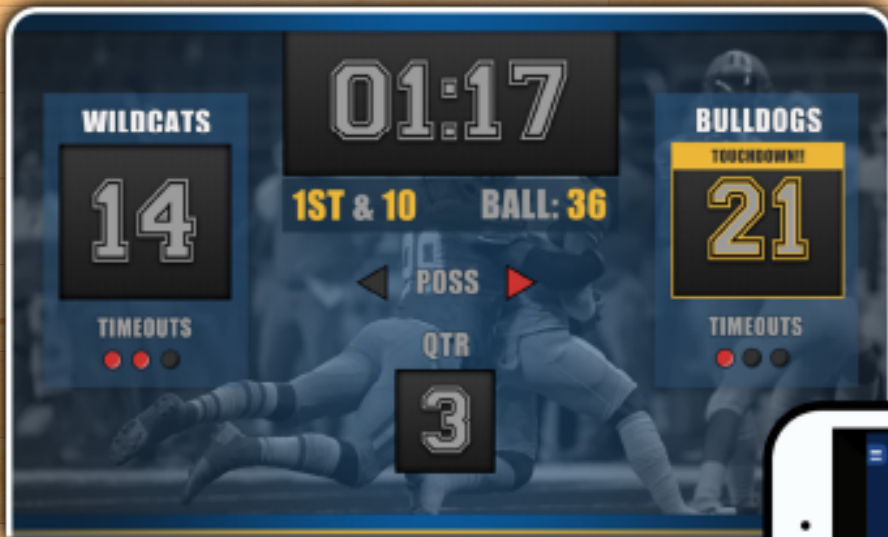 01:17
WILDCATS
14
TIMEOUTS
1ST & 10 BALL: 36
POSS
QTR
3
BULLDOGS
TOUCHDOWN!!
21
TIMEOUTS